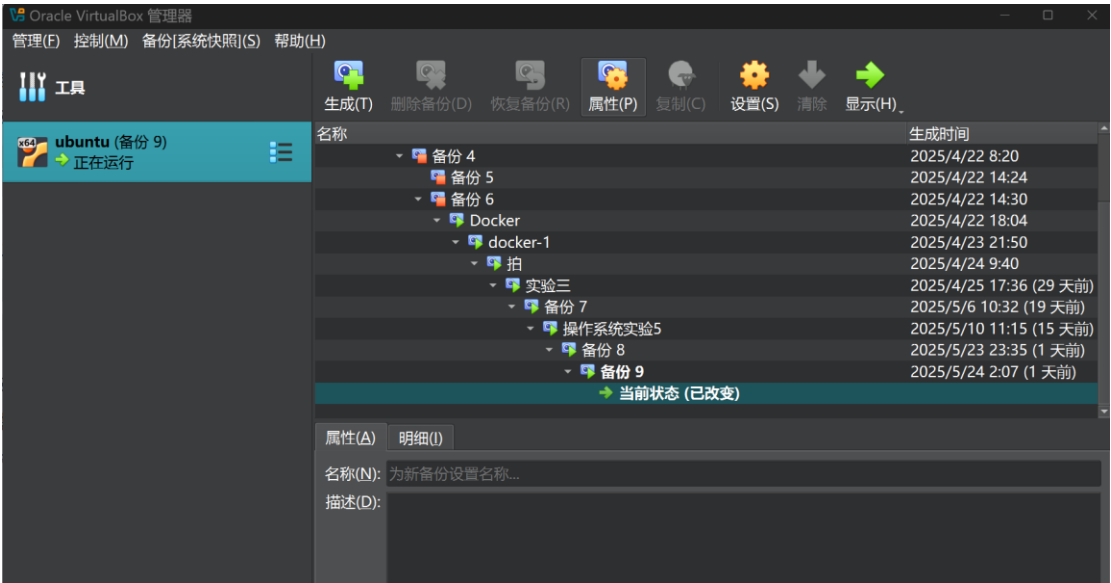 Oracle VirtualBox 管理器
管理(F) 控制(M) 备份[系统快照](S) 帮助(H)
工具
生成(T) 删除备份(D) 恢复备份(R) 属性(P) 复制(C) 设置(S) 清除 显示(H)
x64 ubuntu (备份 9)
正在运行
名称 生成时间
备份 4 2025/4/22 8:20
备份 5 2025/4/22 14:24
备份 6 2025/4/22 14:30
Docker 2025/4/22 18:04
docker-1 2025/4/23 21:50
拍 2025/4/24 9:40
实验三 2025/4/25 17:36 (29 天前)
备份 7 2025/5/6 10:32 (19 天前)
操作系统实验5 2025/5/10 11:15 (15 天前)
备份 8 2025/5/23 23:35 (1 天前)
备份 9 2025/5/24 2:07 (1 天前)
当前状态 (已改变)
属性(A) 明细(I)
名称(N): 为新备份设置名称...
描述(D):